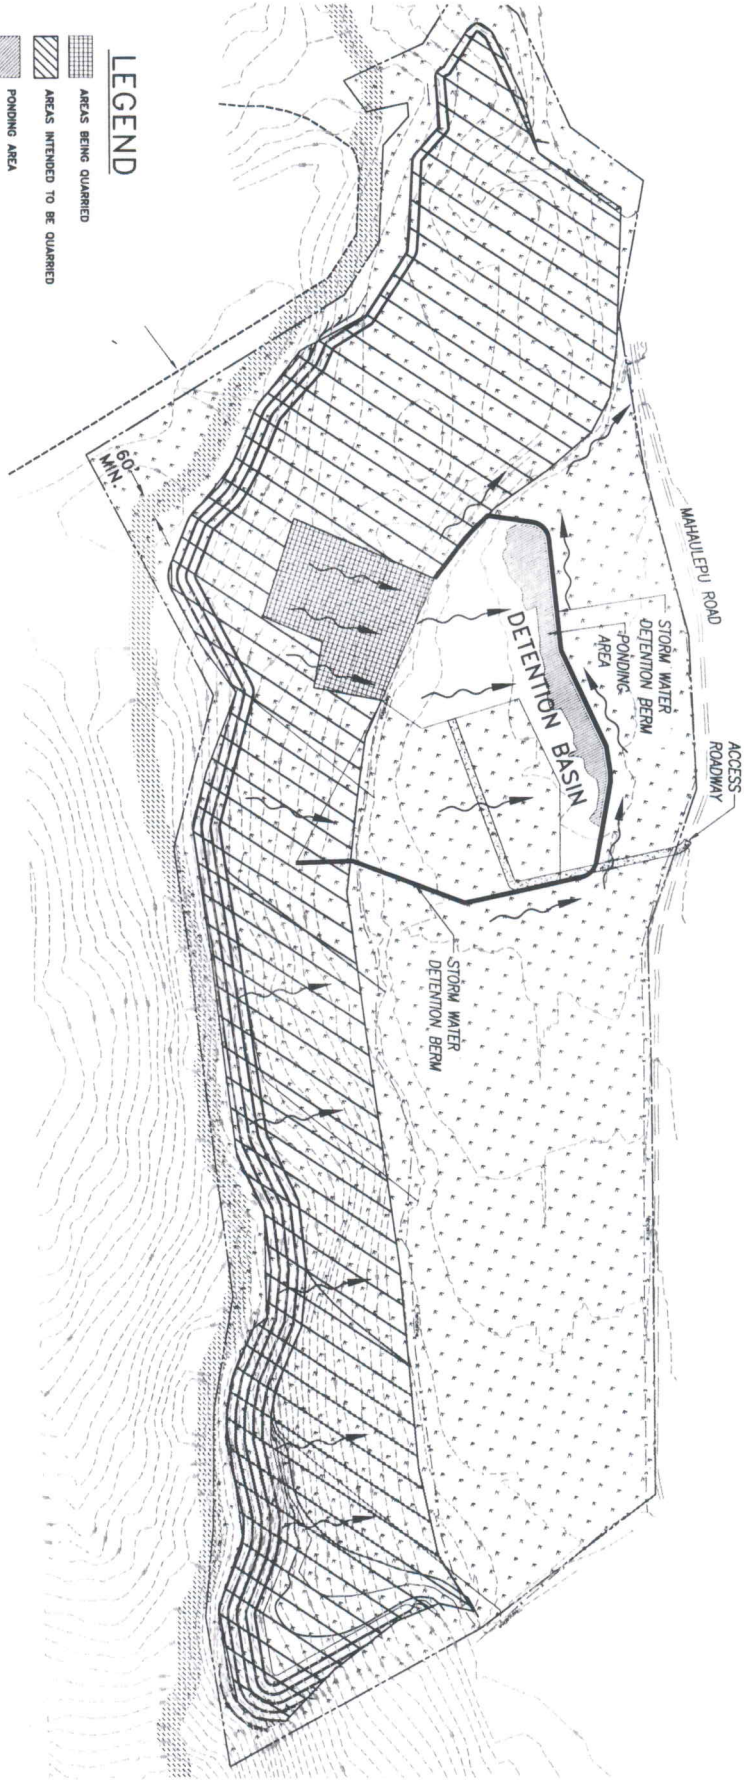 LEGEND
AREAS BEING QUARRIED
AREAS INTENDED TO BE QUARRIED
PONDING AREA
60'
MIN.
MAHAULEPU ROAD
STORM WATER
DETENTION BERM
PONDING
AREA
DETENTION BASIN
ACCESS
ROADWAY
STORM WATER
DETENTION BERM